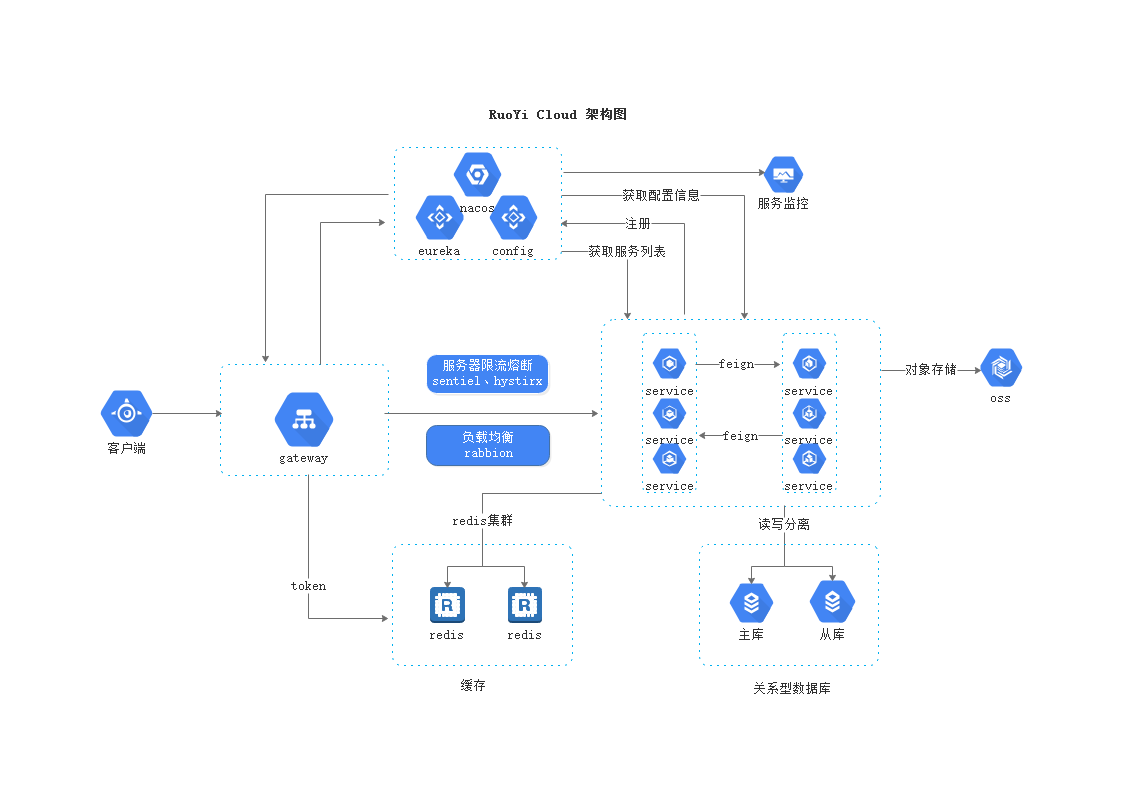 RuoYi Cloud 架构图
nacos
eureka
config
服务监控
获取配置信息
注册
获取服务列表
服务器限流熔断
sentiel、hystirx
负载均衡
rabbion
客户端
gateway
service
feign
service
service
feign
service
service
service
对象存储
oss
redis集群
读写分离
token
redis
redis
缓存
主库
从库
关系型数据库